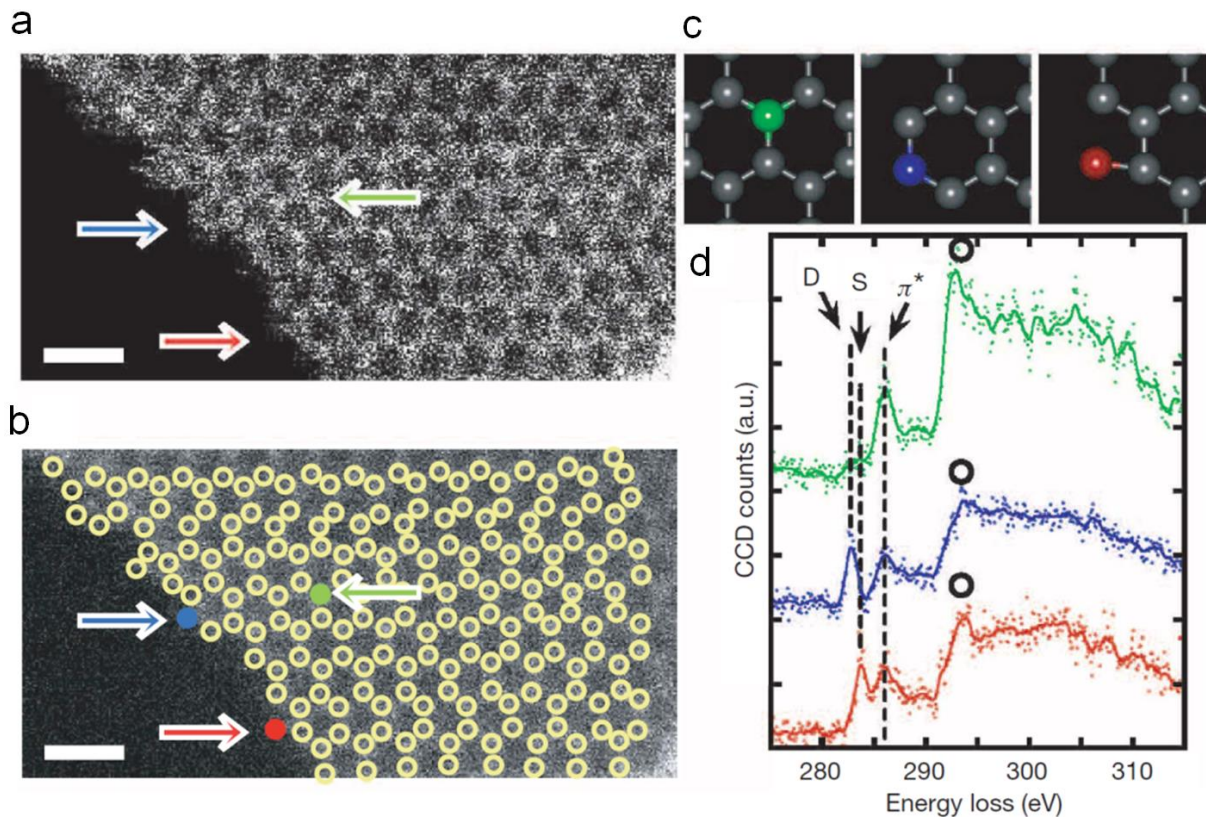 a
c
b
d
D
S
π*
CCD counts (a.u.)
280
290
300
310
Energy loss (eV)